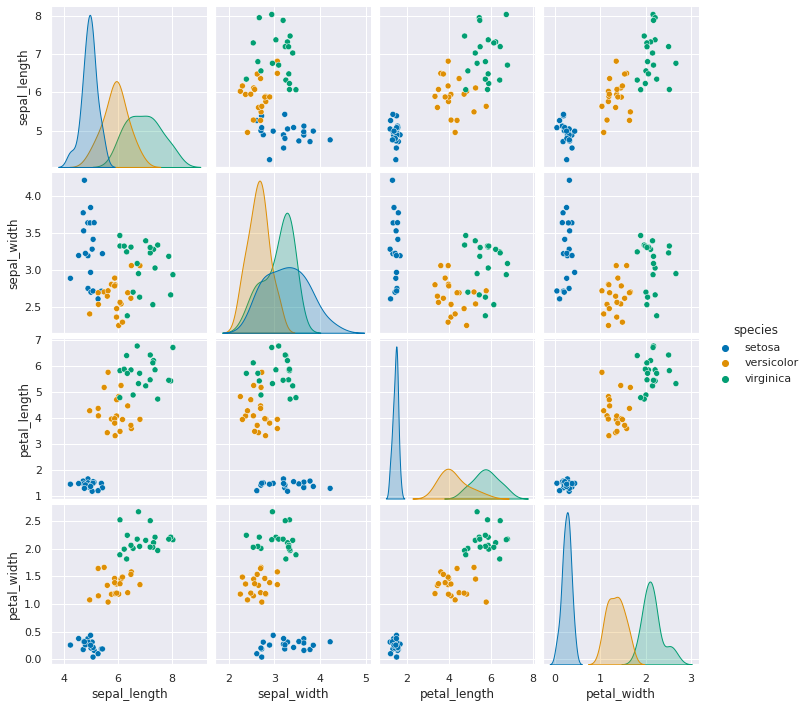 sepal_length
8
7
6
5
sepal_width
4.0
3.5
3.0
2.5
species
setosa
versicolor
virginica
petal_length
7
6
5
4
3
2
1
petal_width
2.5
2.0
1.5
1.0
0.5
0.0
4 6 8
2 3 4 5
2 4 6 8
0 1 2 3
sepal_length sepal_width petal_length petal_width